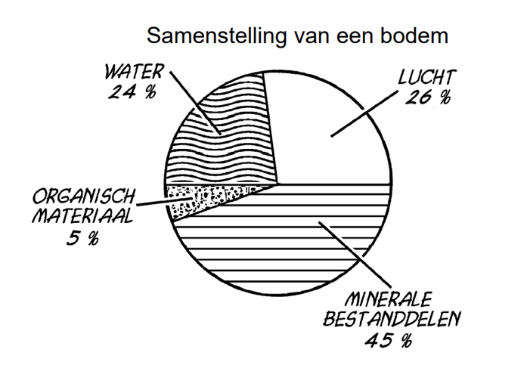 Samenstelling van een bodem
WATER
24 %
LUCHT
26 %
ORGANISCH
MATERIAAL
5 %
MINERALE
BESTANDDELEN
45 %